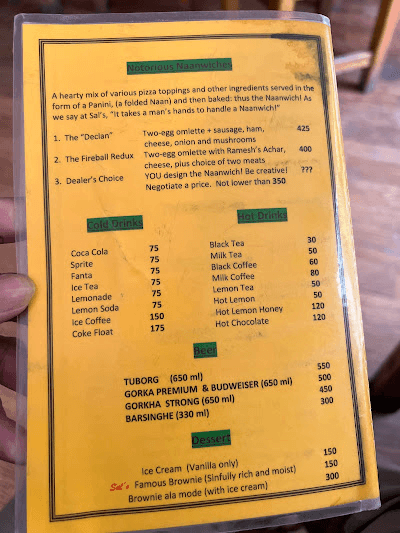 Notorious Naanwiches
A hearty mix of various pizza toppings and other ingredients served in the
form of a Panini, (a folded Naan) and then baked: thus the Naanwich! As
we say at Sal's, "It takes a man's hands to handle a Naanwich!"
1. The "Decian" Two-egg omlette + sausage, ham, 425
cheese, onion and mushrooms
2. The Fireball Redux Two-egg omlette with Ramesh's Achar, 400
cheese, plus choice of two meats
3. Dealer's Choice YOU design the Naanwich! Be creative! ???
Negotiate a price. Not lower than 350
Cold Drinks
Coca Cola 75
Sprite 75
Fanta 75
Ice Tea 75
Lemonade 75
Lemon Soda 75
Ice Coffee 150
Coke Float 175
Hot Drinks
Black Tea 30
Milk Tea 50
Black Coffee 60
Milk Coffee 80
Lemon Tea 50
Hot Lemon 50
Hot Lemon Honey 120
Hot Chocolate 120
Beer
TUBORG (650 ml) 550
GORKA PREMIUM & BUDWEISER (650 ml) 500
GORKHA STRONG (650 ml) 450
BARSINGHE (330 ml) 300
Dessert
Ice Cream (Vanilla only) 150
Sal's Famous Brownie (Sinfully rich and moist) 150
Brownie ala mode (with ice cream) 300